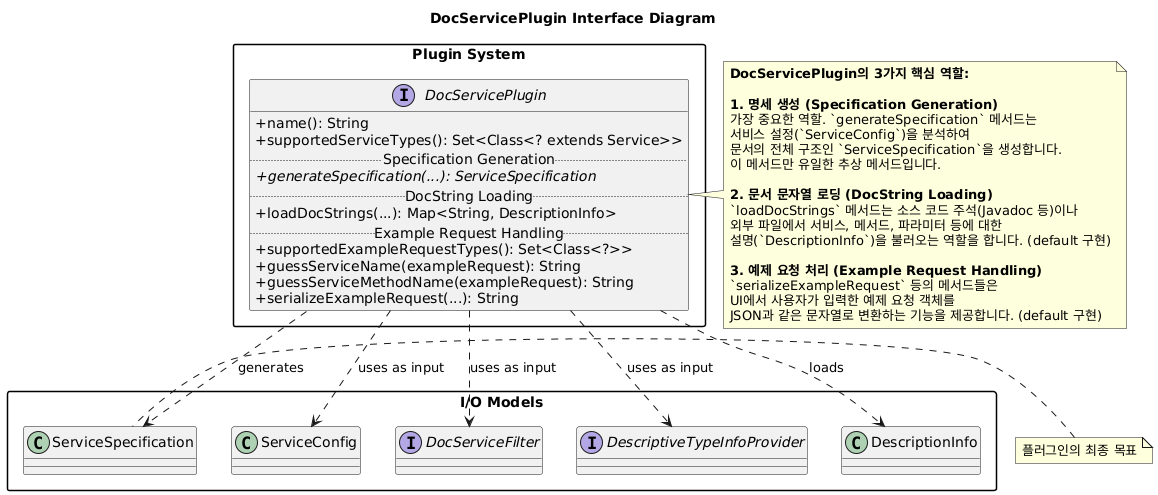 DocServicePlugin Interface Diagram
Plugin System
I DocServicePlugin
+name(): String
+supportedServiceTypes(): Set<Class<? extends Service>>
Specification Generation
+generateSpecification(...): ServiceSpecification
DocString Loading
+loadDocStrings(...): Map<String, DescriptionInfo>
Example Request Handling
+supportedExampleRequestTypes(): Set<Class<?>>
+guessServiceName(exampleRequest): String
+guessServiceMethodName(exampleRequest): String
+serializeExampleRequest(...): String
DocServicePlugin의 3가지 핵심 역할:
1. 명세 생성 (Specification Generation)
가장 중요한 역할. `generateSpecification` 메서드는
서비스 설정(`ServiceConfig`)을 분석하여
문서의 전체 구조인 `ServiceSpecification`을 생성합니다.
이 메서드만 유일한 추상 메서드입니다.
2. 문서 문자열 로딩 (DocString Loading)
`loadDocStrings` 메서드는 소스 코드 주석(Javadoc 등)이나
외부 파일에서 서비스, 메서드, 파라미터 등에 대한
설명(`DescriptionInfo`)을 불러오는 역할을 합니다. (default 구현)
3. 예제 요청 처리 (Example Request Handling)
`serializeExampleRequest` 등의 메서드들은
UI에서 사용자가 입력한 예제 요청 객체를
JSON과 같은 문자열로 변환하는 기능을 제공합니다. (default 구현)
generates
uses as input
uses as input
uses as input
loads
I/O Models
C ServiceSpecification
C ServiceConfig
I DocServiceFilter
I DescriptiveTypeInfoProvider
C DescriptionInfo
플러그인의 최종 목표